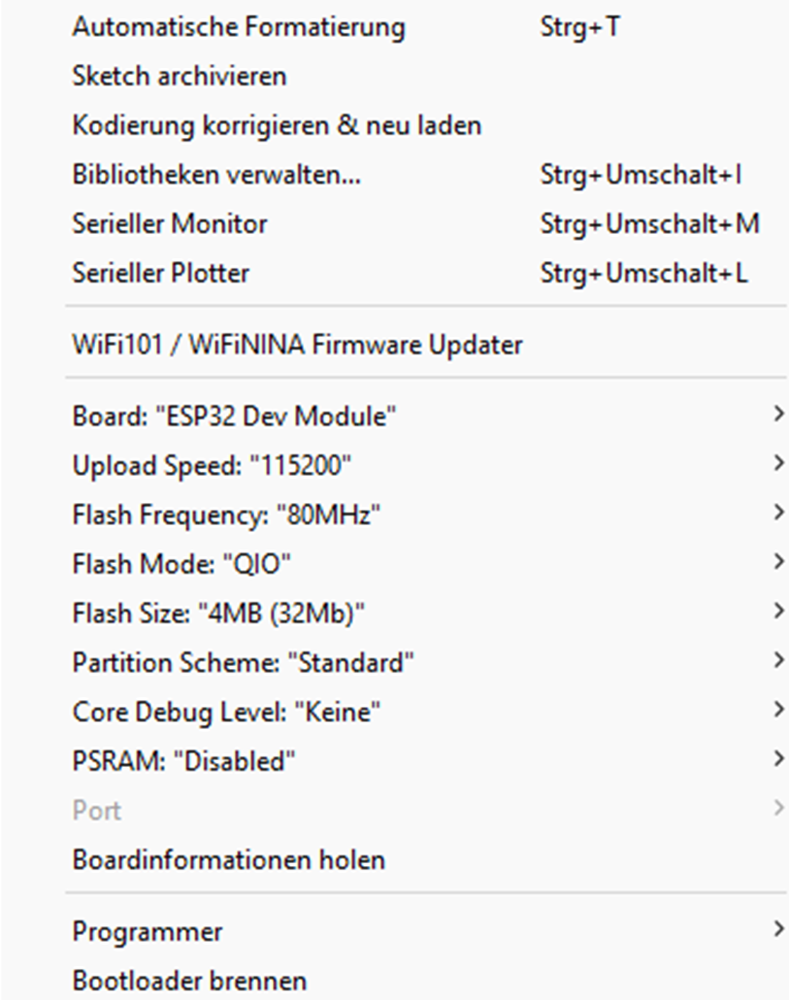 Automatische Formatierung Strg+T
Sketch archivieren
Kodierung korrigieren & neu laden
Bibliotheken verwalten... Strg+Umschalt+I
Serieller Monitor Strg+Umschalt+M
Serieller Plotter Strg+Umschalt+L
WiFi101 / WiFiNINA Firmware Updater
Board: "ESP32 Dev Module"
Upload Speed: "115200"
Flash Frequency: "80MHz"
Flash Mode: "QIO"
Flash Size: "4MB (32Mb)"
Partition Scheme: "Standard"
Core Debug Level: "Keine"
PSRAM: "Disabled"
Port
Boardinformationen holen
Programmer
Bootloader brennen